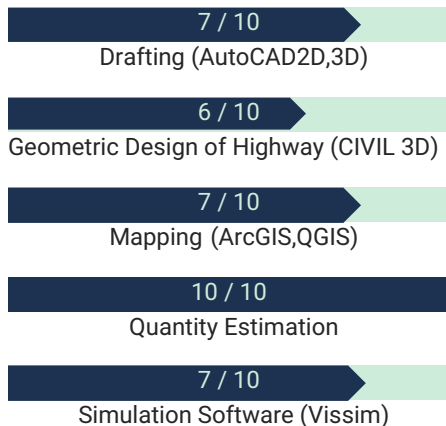 7 / 10
Drafting (AutoCAD2D,3D)
6 / 10
Geometric Design of Highway (CIVIL 3D)
7 / 10
Mapping (ArcGIS,QGIS)
10 / 10
Quantity Estimation
7 / 10
Simulation Software (Vissim)